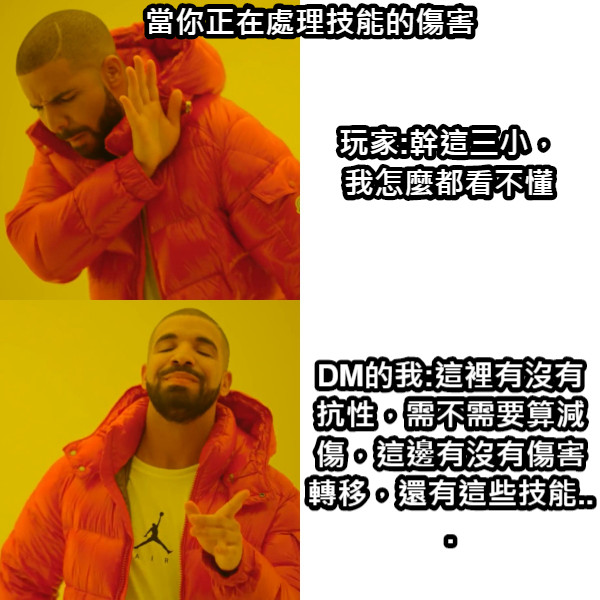 當你正在處理技能的傷害
玩家:幹這三小，
我怎麼都看不懂
DM的我:這裡有沒有
抗性，需不需要算減
傷，這邊有沒有傷害
轉移，還有這些技能..
。
AIR